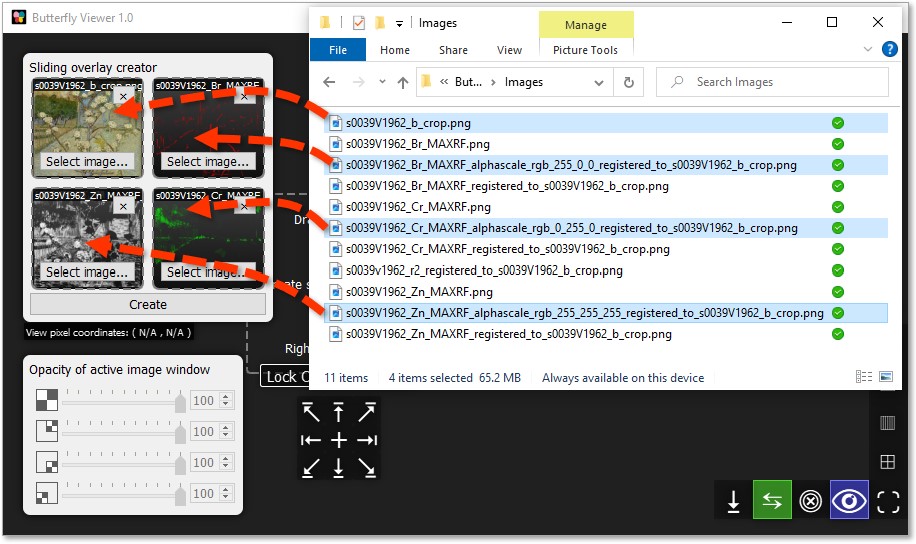 Butterfly Viewer 1.0
Sliding overlay creator
s0039V1962_b_crop.png
×
Select image...
s0039V1962_Br_MAXRF
×
Select image...
s0039V1962_Zn_MAXRF
×
Select image...
s0039V1962_Cr_MAXRF
×
Select image...
Create
View pixel coordinates: ( N/A , N/A )
Opacity of active image window
100
100
100
100
Righ
Lock
Images
Manage
File
Home
Share
View
Picture Tools
?
«
But...
Images
Search Images
s0039V1962_b_crop.png
s0039V1962_Br_MAXRF.png
s0039V1962_Br_MAXRF_alphascale_rgb_255_0_0_registered_to_s0039V1962_b_crop.png
s0039V1962_Br_MAXRF_registered_to_s0039V1962_b_crop.png
s0039V1962_Cr_MAXRF.png
s0039V1962_Cr_MAXRF_alphascale_rgb_0_255_0_registered_to_s0039V1962_b_crop.png
s0039V1962_Cr_MAXRF_registered_to_s0039V1962_b_crop.png
s0039v1962_r2_registered_to_s0039V1962_b_crop.png
s0039V1962_Zn_MAXRF.png
s0039V1962_Zn_MAXRF_alphascale_rgb_255_255_255_registered_to_s0039V1962_b_crop.png
s0039V1962_Zn_MAXRF_registered_to_s0039V1962_b_crop.png
11 items
4 items selected 65.2 MB
Always available on this device